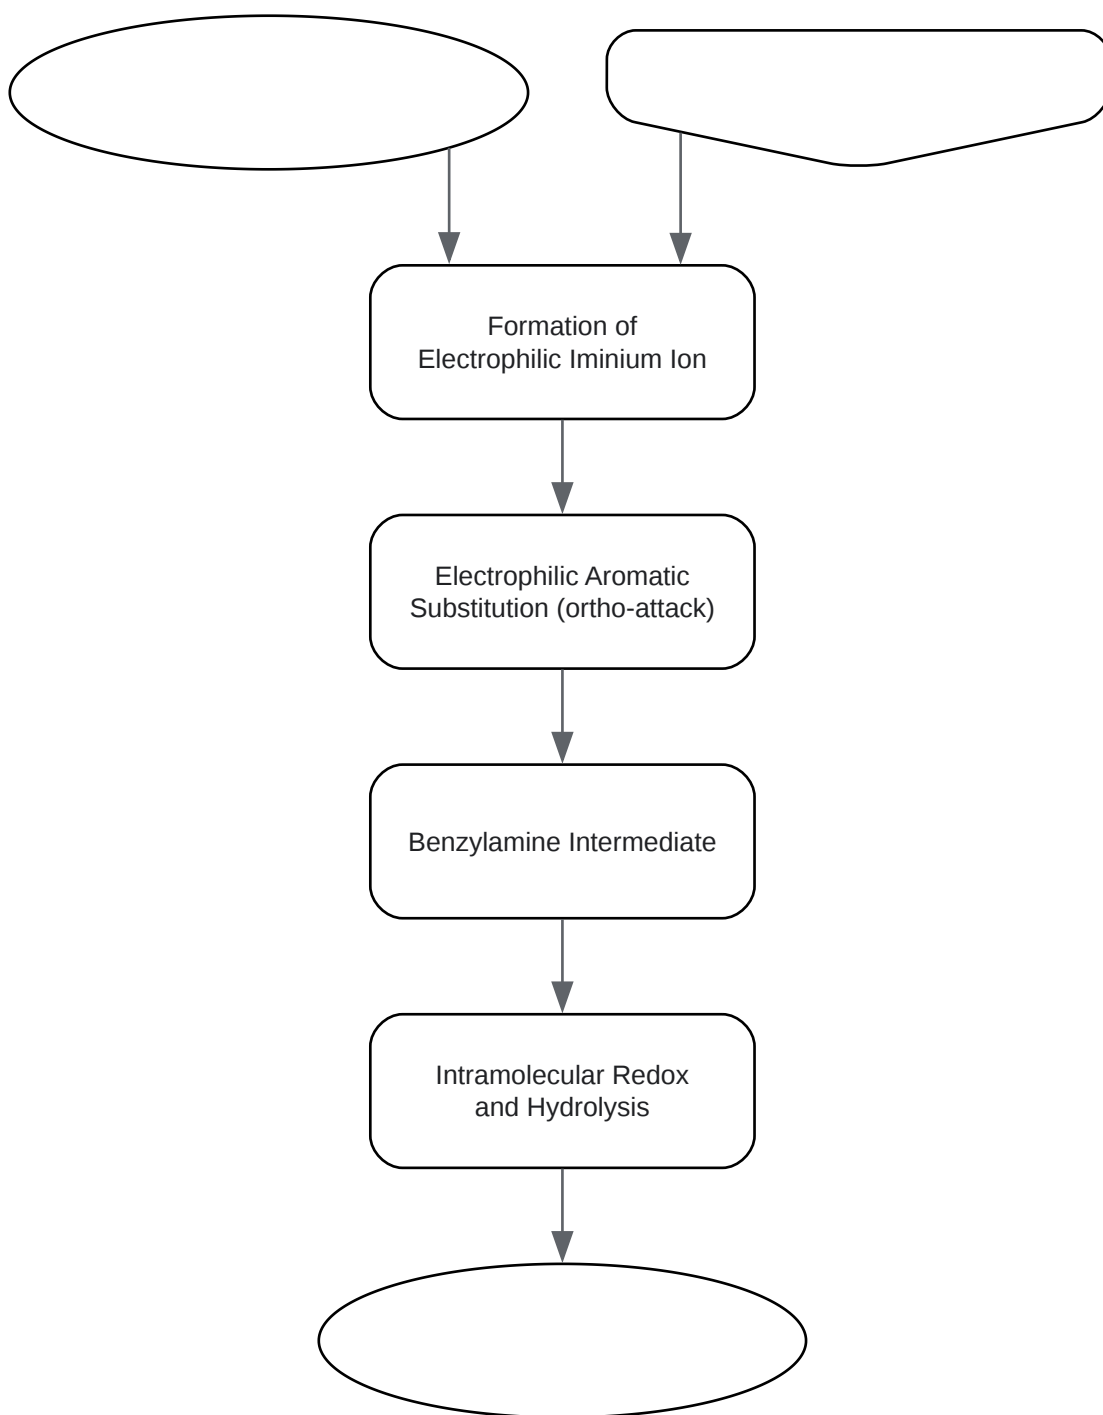 Formation of
Electrophilic Iminium Ion
Electrophilic Aromatic
Substitution (ortho-attack)
Benzylamine Intermediate
Intramolecular Redox
and Hydrolysis